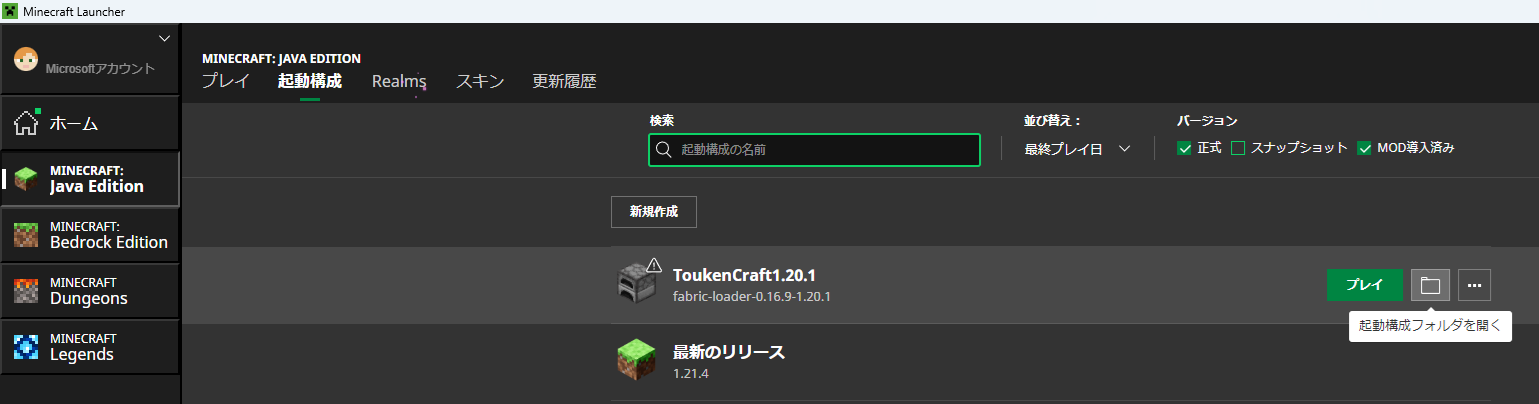 Minecraft Launcher
Microsoftアカウント
ホーム
MINECRAFT:
Java Edition
MINECRAFT:
Bedrock Edition
MINECRAFT
Dungeons
MINECRAFT
Legends
MINECRAFT: JAVA EDITION
プレイ 起動構成 Realms スキン 更新履歴
検索 並び替え： バージョン
起動構成の名前 最終プレイ日 正式 スナップショット MOD導入済み
新規作成
ToukenCraft1.20.1
fabric-loader-0.16.9-1.20.1
プレイ
起動構成フォルダを開く
最新のリリース
1.21.4